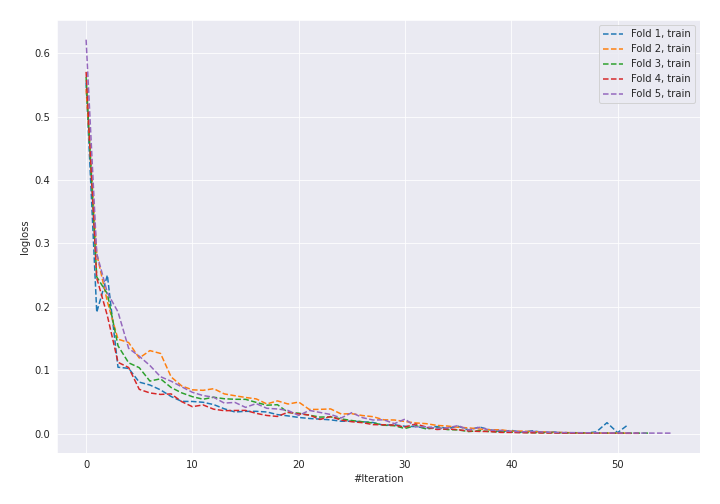 Fold 1, train
Fold 2, train
Fold 3, train
Fold 4, train
Fold 5, train
0.6
0.5
0.4
0.3
0.2
0.1
0.0
logloss
0 10 20 30 40 50
#Iteration